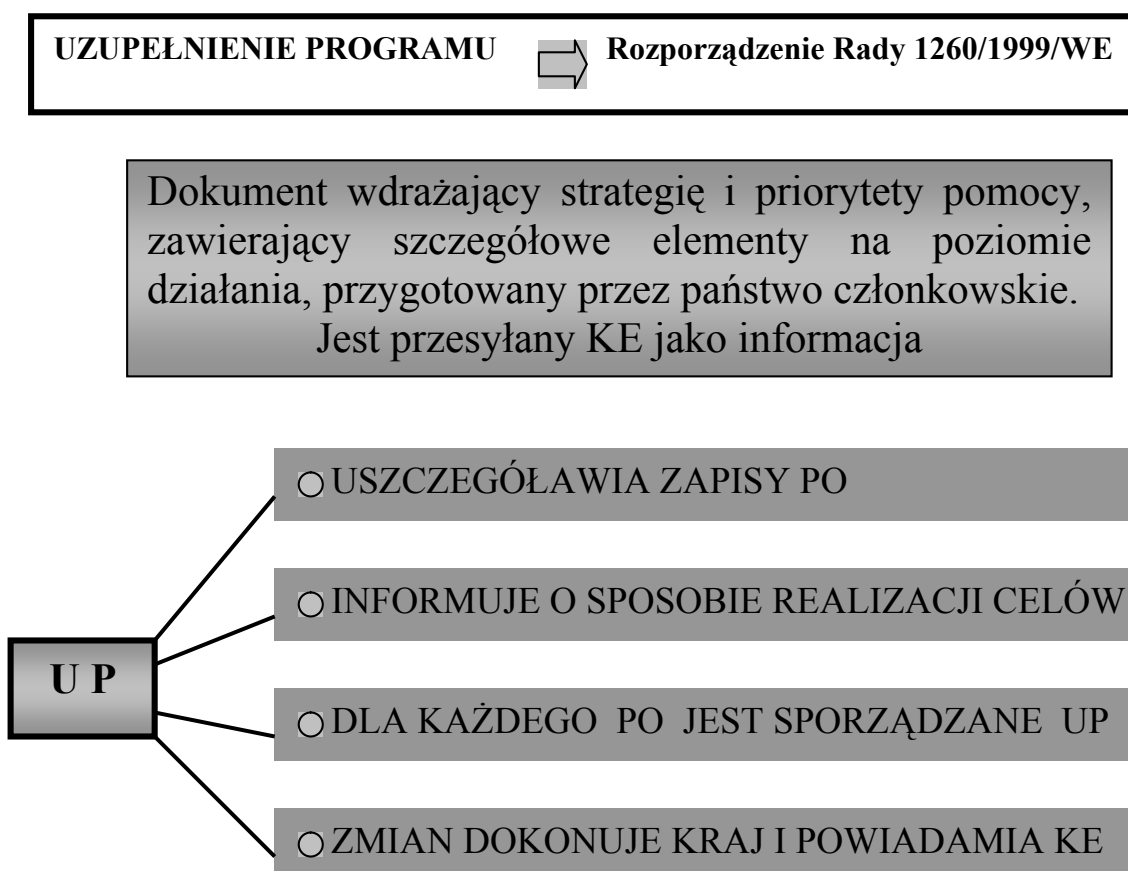 UZUPEŁNIENIE PROGRAMU Rozporządzenie Rady 1260/1999/WE
Dokument wdrażający strategię i priorytety pomocy,
zawierający szczegółowe elementy na poziomie
działania, przygotowany przez państwo członkowskie.
Jest przesyłany KE jako informacja
USZCZEGÓŁAWIA ZAPISY PO
INFORMUJE O SPOSOBIE REALIZACJI CELÓW
U P
DLA KAŻDEGO PO JEST SPORZĄDZANE UP
ZMIAN DOKONUJE KRAJ I POWIADAMIA KE